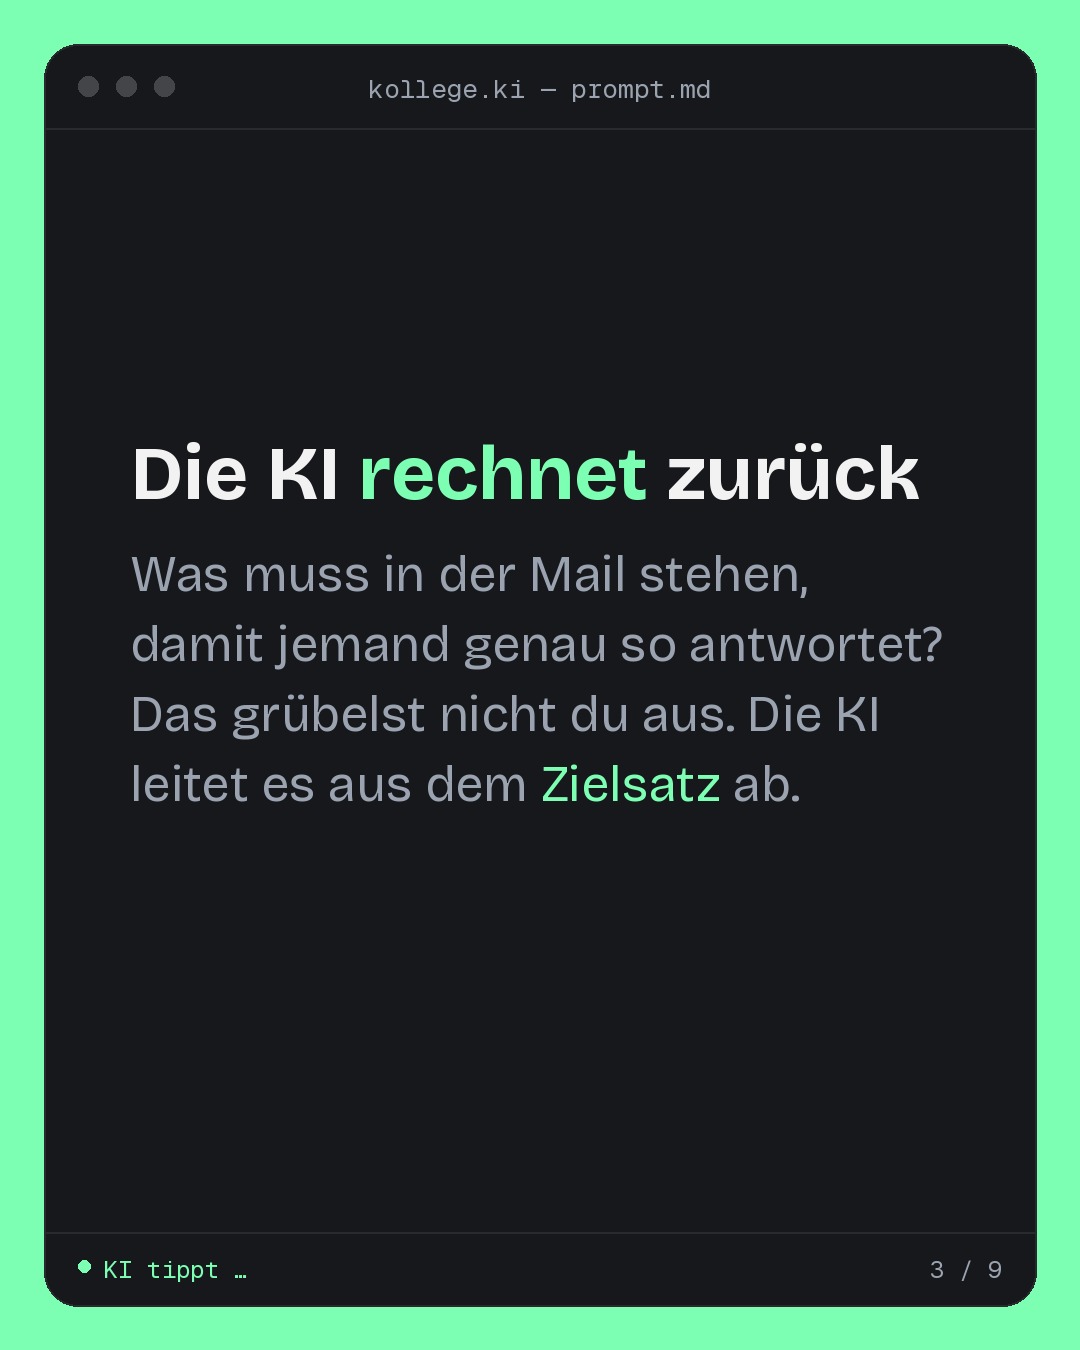 kollege.ki — prompt.md
Die KI rechnet zurück
Was muss in der Mail stehen,
damit jemand genau so antwortet?
Das grübelst nicht du aus. Die KI
leitet es aus dem Zielsatz ab.
KI tippt …
3 / 9